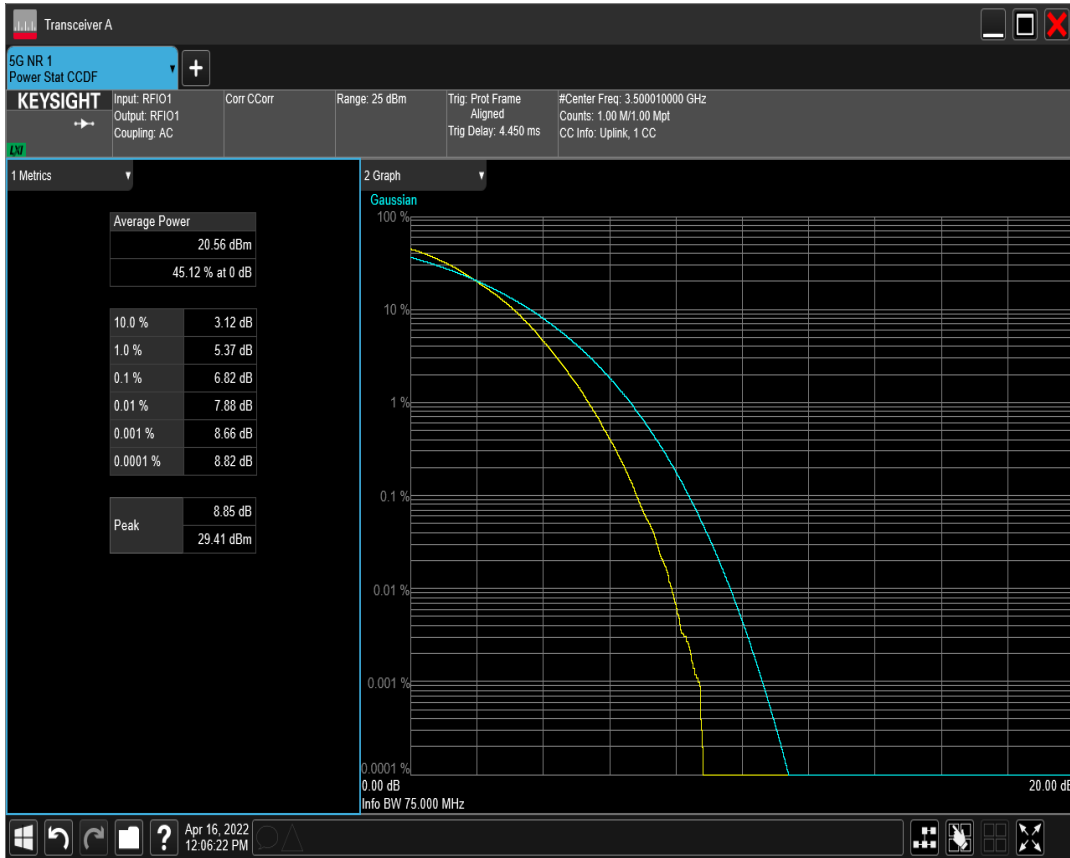 Transceiver A
5G NR 1
Power Stat CCDF
KEYSIGHT
LXI
Input: RFIO1
Output: RFIO1
Coupling: AC
Corr CCorr
Range: 25 dBm
Trig: Prot Frame
Aligned
Trig Delay: 4.450 ms
#Center Freq: 3.500010000 GHz
Counts: 1.00 M/1.00 Mpt
CC Info: Uplink, 1 CC
1 Metrics
Average Power
20.56 dBm
45.12 % at 0 dB
10.0 % 3.12 dB
1.0 % 5.37 dB
0.1 % 6.82 dB
0.01 % 7.88 dB
0.001 % 8.66 dB
0.0001 % 8.82 dB
Peak
8.85 dB
29.41 dBm
2 Graph
Gaussian
100 %
10 %
1 %
0.1 %
0.01 %
0.001 %
0.0001 %
0.00 dB 20.00 dB
Info BW 75.000 MHz
?
Apr 16, 2022
12:06:22 PM